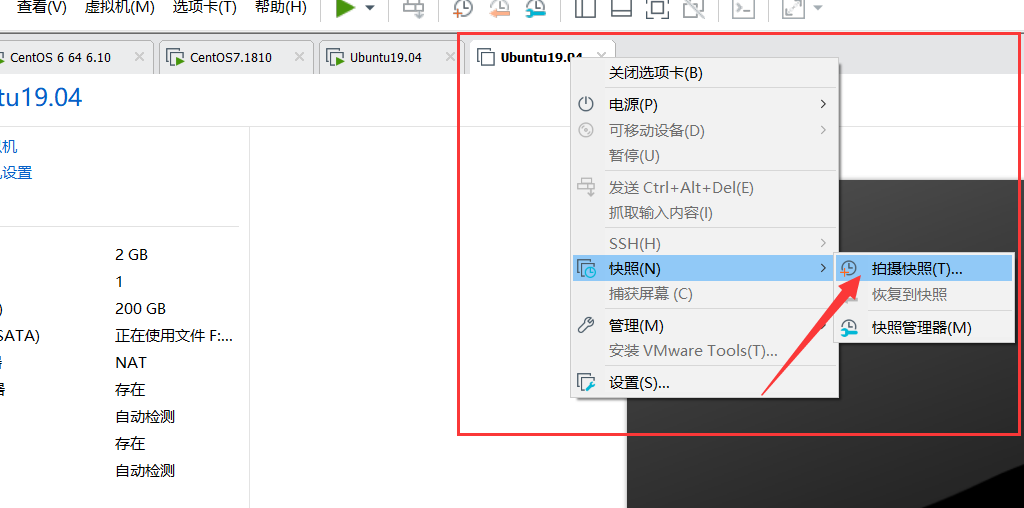 查看(V) 虚拟机(M) 选项卡(T) 帮助(H)
CentOS 6 64 6.10 CentOS7.1810 Ubuntu19.04 Ubuntu19.04
tu19.04
机
设置
2 GB
1
200 GB
SATA) 正在使用文件 F:...
NAT
器 存在
自动检测
存在
自动检测
关闭选项卡(B)
电源(P)
可移动设备(D)
暂停(U)
发送 Ctrl+Alt+Del(E)
抓取输入内容(I)
SSH(H)
快照(N)
捕获屏幕 (C)
管理(M)
安装 VMware Tools(T)...
设置(S)...
拍摄快照(T)...
恢复到快照
快照管理器(M)